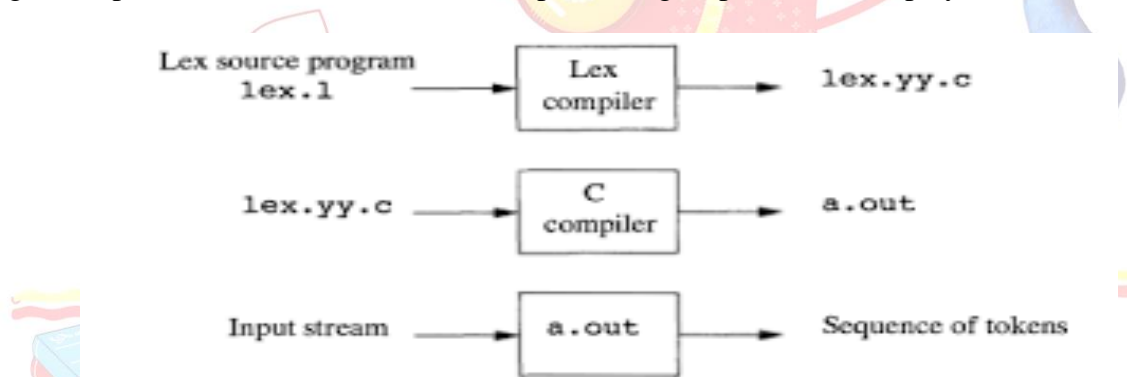 Lex source program
lex.l
Lex
compiler
lex.yy.c
lex.yy.c
C
compiler
a.out
Input stream
a.out
Sequence of tokens